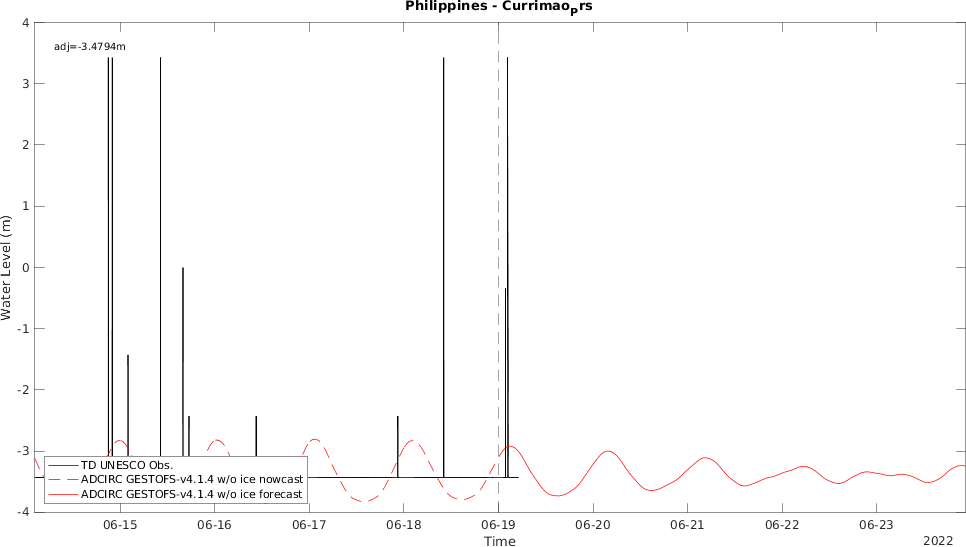 Philippines - Currimao_prs
adj=-3.4794m
Water Level (m)
4
3
2
1
0
-1
-2
-3
-4
TD UNESCO Obs.
ADCIRC GESTOFS-v4.1.4 w/o ice nowcast
ADCIRC GESTOFS-v4.1.4 w/o ice forecast
06-15 06-16 06-17 06-18 06-19 06-20 06-21 06-22 06-23
Time
2022